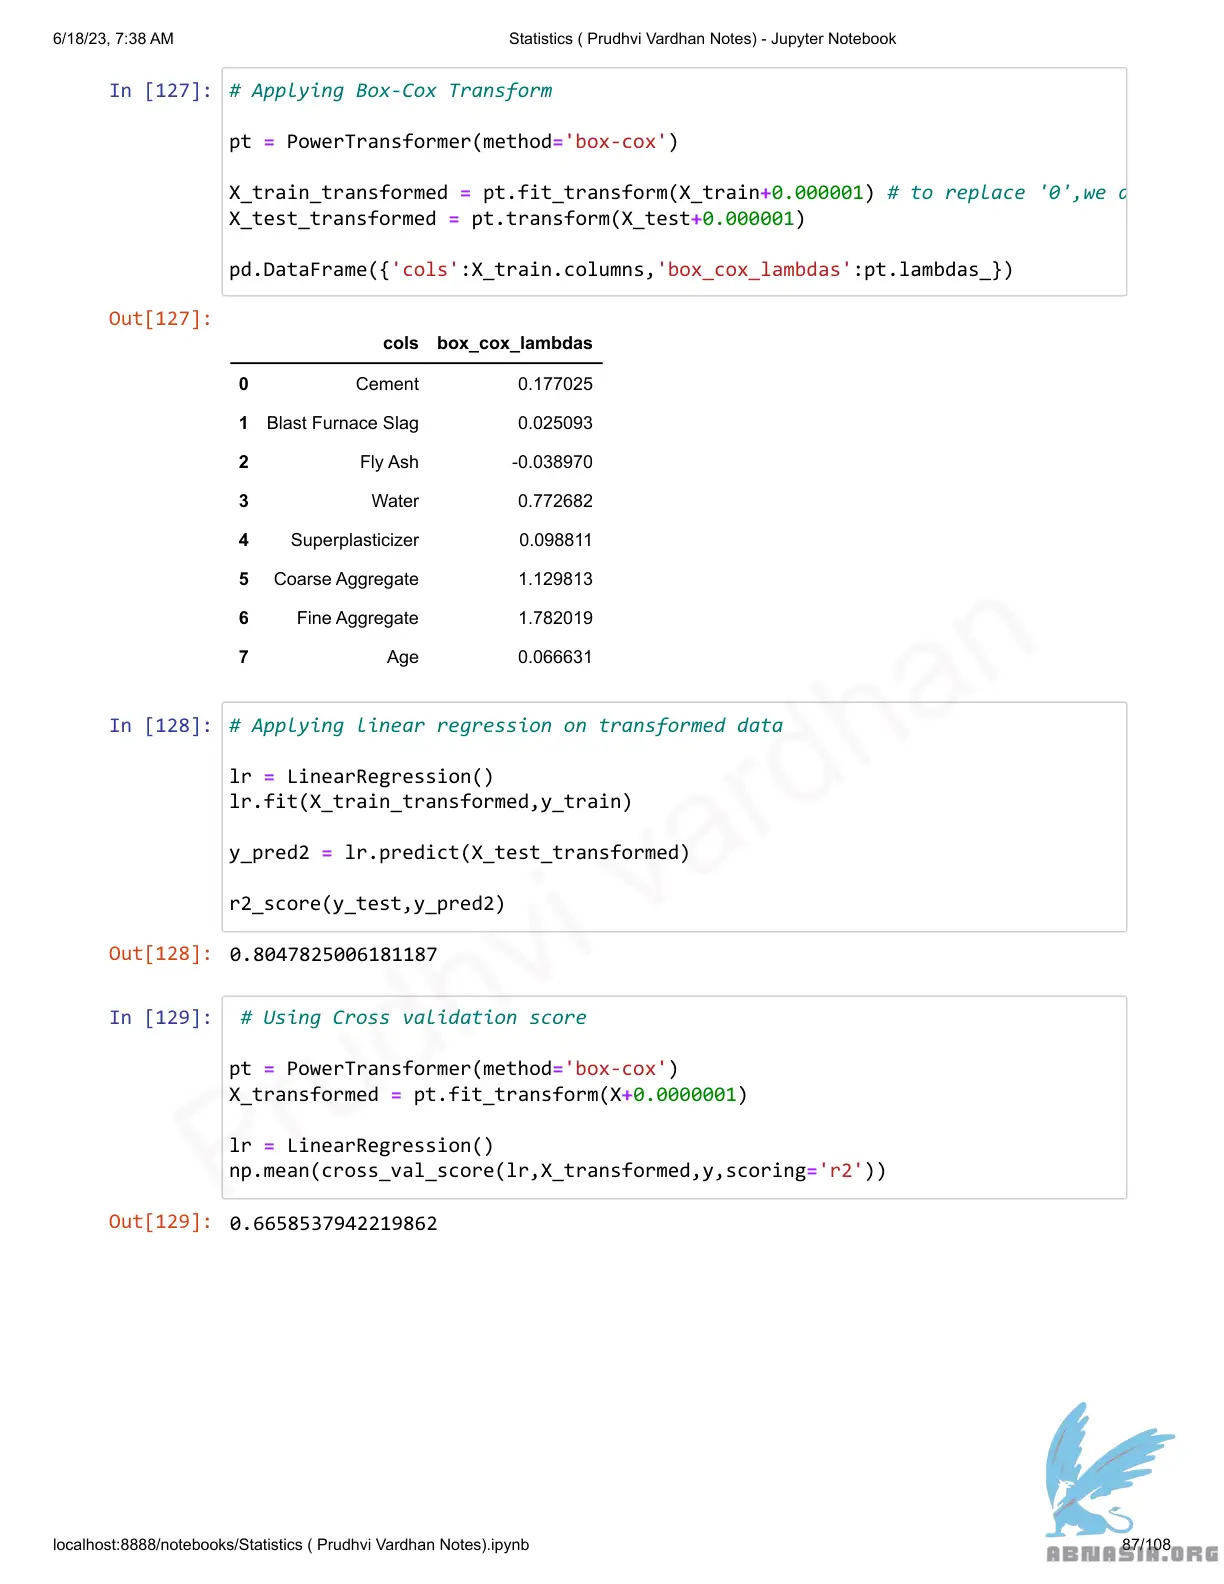 6/18/23, 7:38 AM
Statistics ( Prudhvi Vardhan Notes) - Jupyter Notebook
In [127]:
# Applying Box-Cox Transform
pt = PowerTransformer(method='box-cox')
X_train_transformed = pt.fit_transform(X_train+0.000001) # to replace '0',we
X_test_transformed = pt.transform(X_test+0.000001)
pd.DataFrame({'cols':X_train.columns,'box_cox_lambdas':pt.lambdas_})
Out[127]:
cols box_cox_lambdas
0 Cement 0.177025
1 Blast Furnace Slag 0.025093
2 Fly Ash -0.038970
3 Water 0.772682
4 Superplasticizer 0.098811
5 Coarse Aggregate 1.129813
6 Fine Aggregate 1.782019
7 Age 0.066631
In [128]:
# Applying linear regression on transformed data
lr = LinearRegression()
lr.fit(X_train_transformed,y_train)
y_pred2 = lr.predict(X_test_transformed)
r2_score(y_test,y_pred2)
Out[128]: 0.8047825006181187
In [129]:
# Using Cross validation score
pt = PowerTransformer(method='box-cox')
X_transformed = pt.fit_transform(X+0.0000001)
lr = LinearRegression()
np.mean(cross_val_score(lr,X_transformed,y,scoring='r2'))
Out[129]: 0.6658537942219862
Prudhvi vardhan
localhost:8888/notebooks/Statistics ( Prudhvi Vardhan Notes).ipynb
87/108
ABNASIA.ORG